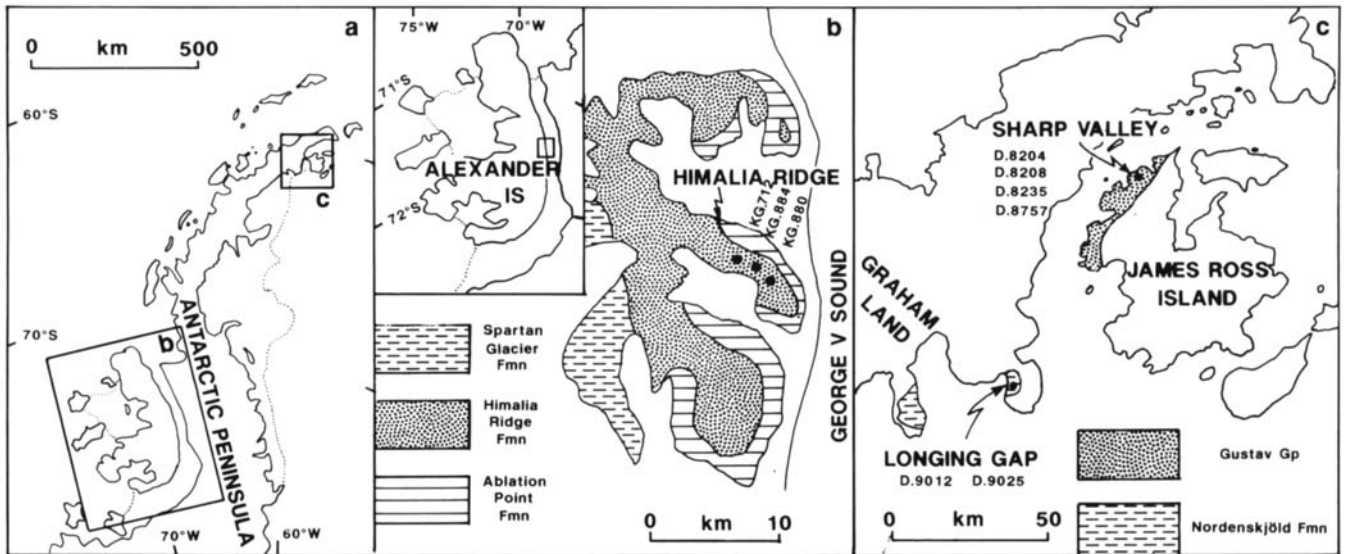 a
0 km 500
60°S
70°S
c
b
ANTARCTIC PENINSULA
70°W
60°W
75°W
70°W
71°S
72°S
ALEXANDER
IS
Spartan
Glacier
Fmn
Himalia
Ridge
Fmn
Ablation
Point
Fmn
b
HIMALIA RIDGE
KG.712
KG.884
KG.880
GEORGE V SOUND
0 km 10
c
SHARP VALLEY
D.8204
D.8208
D.8235
D.8757
JAMES ROSS
ISLAND
GRAHAM
LAND
LONGING GAP
D.9012 D.9025
0 km 50
Gustav Gp
Nordenskjöld Fmn